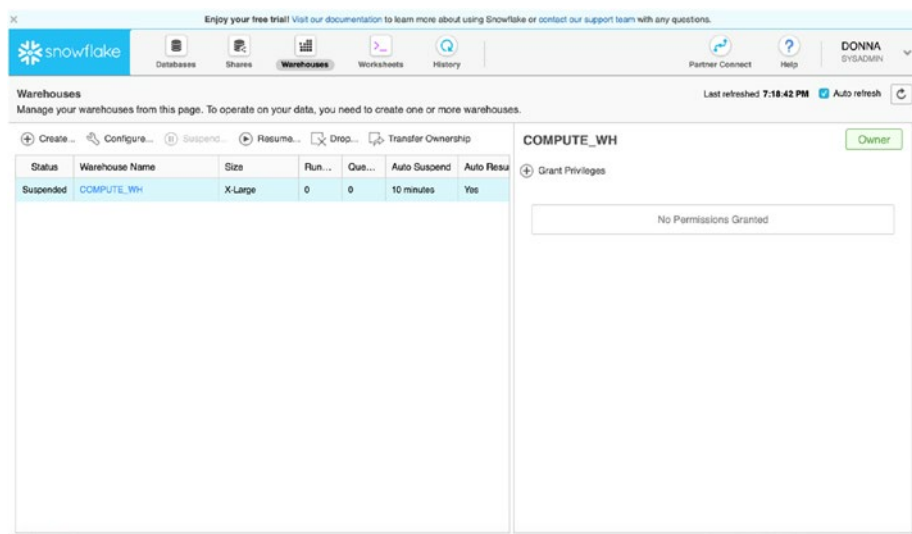 Enjoy your free trial! Visit our documentation to learn more about using Snowflake or contact our support team with any questions.
snowflake
Databases Shares Warehouses Worksheets History Partner Connect Help DONNA
SYSADMIN
Warehouses
Last refreshed 7:18:42 PM Auto refresh
Manage your warehouses from this page. To operate on your data, you need to create one or more warehouses.
Create... Configure... Suspend... Resume... Drop... Transfer Ownership
Status Warehouse Name Size Run... Que... Auto Suspend Auto Resu
Suspended COMPUTE_WH X-Large 0 0 10 minutes Yes
COMPUTE_WH Owner
Grant Privileges
No Permissions Granted